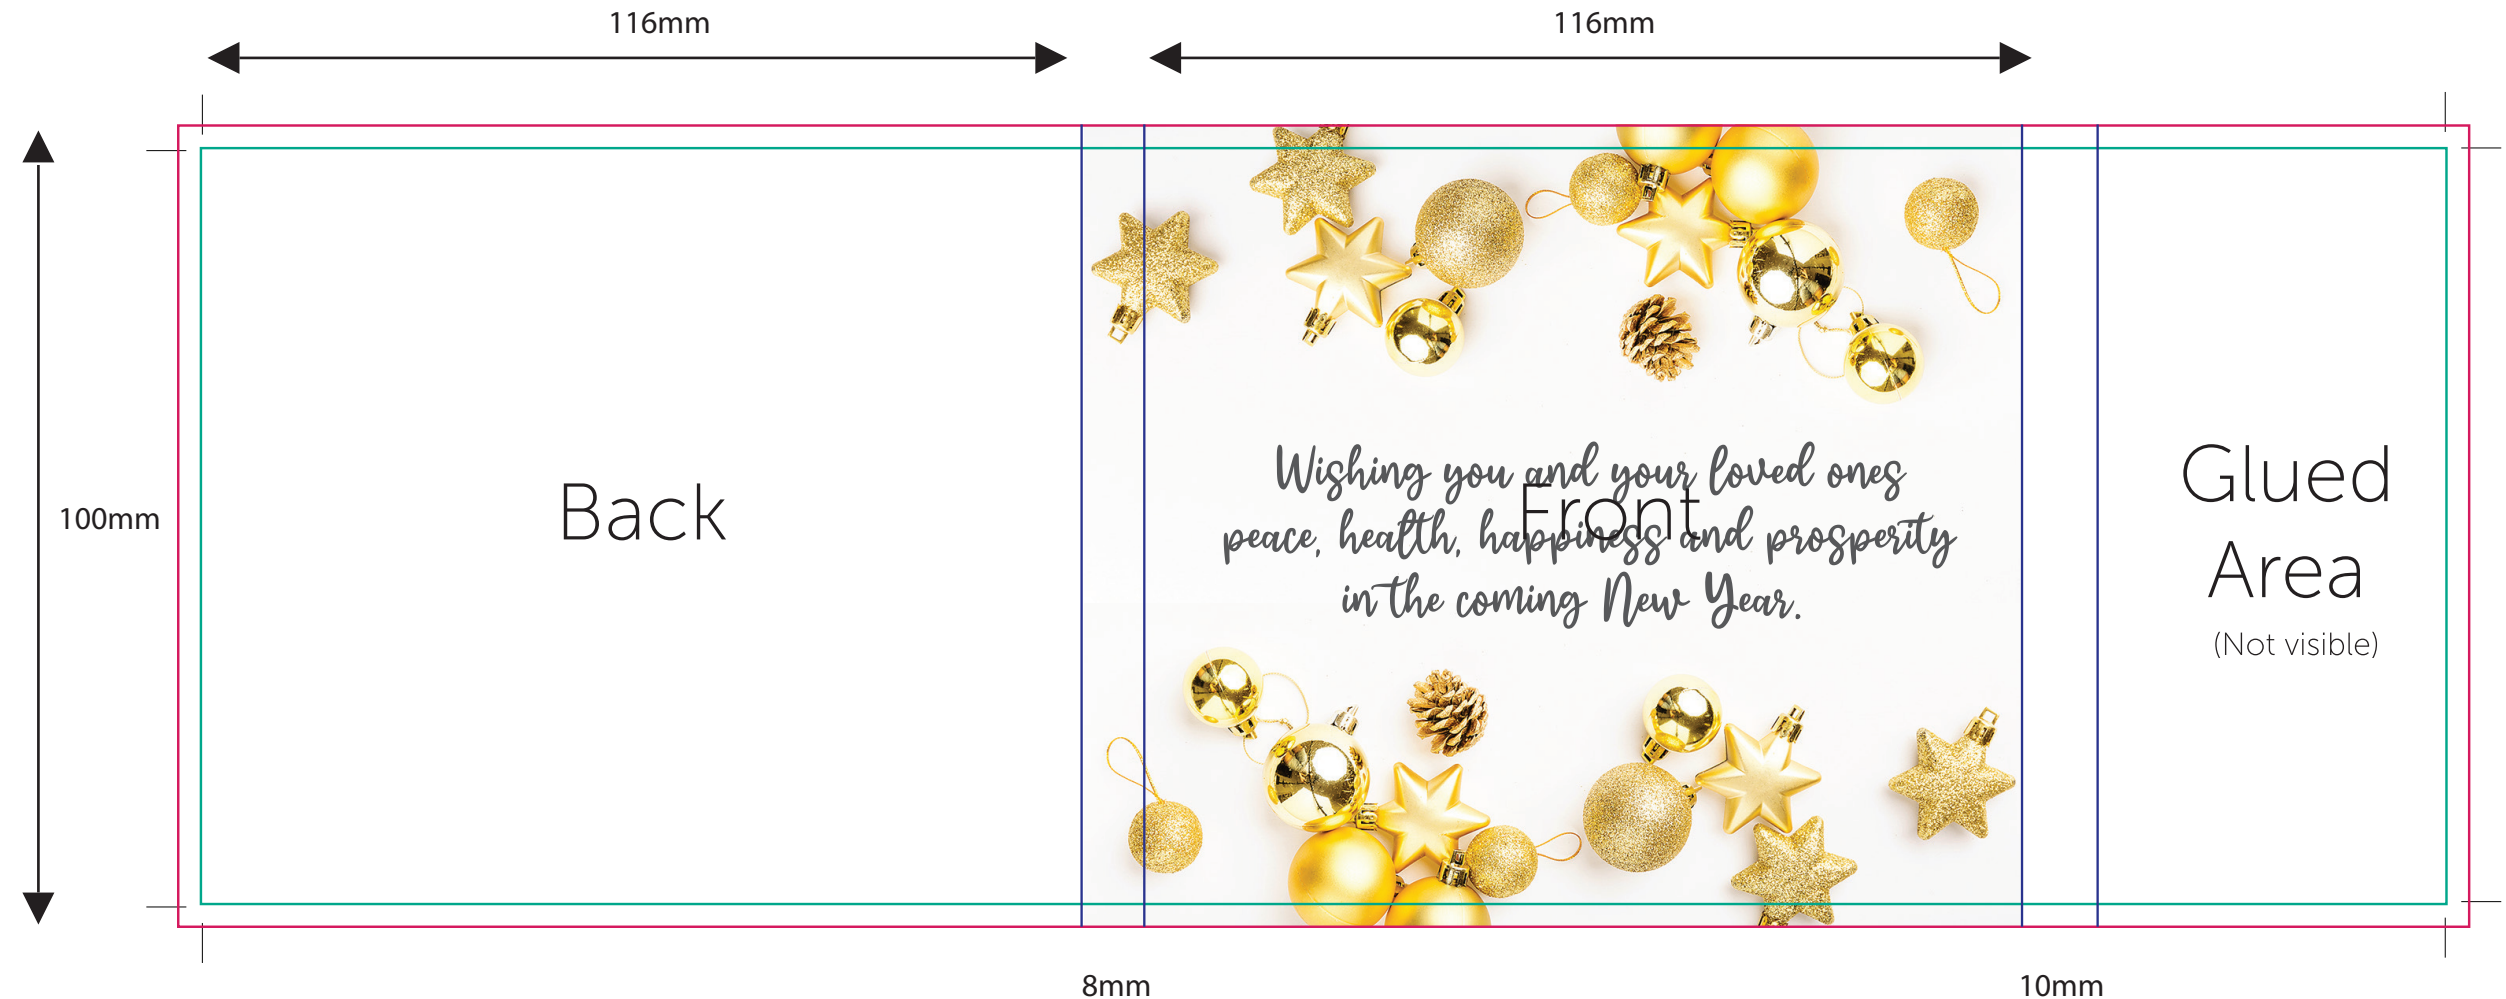 116mm
116mm
100mm
Back
Wishing you and your loved ones
peace, health, happiness and prosperity
in the coming New Year.
Front
Glued
Area
(Not visible)
8mm
10mm